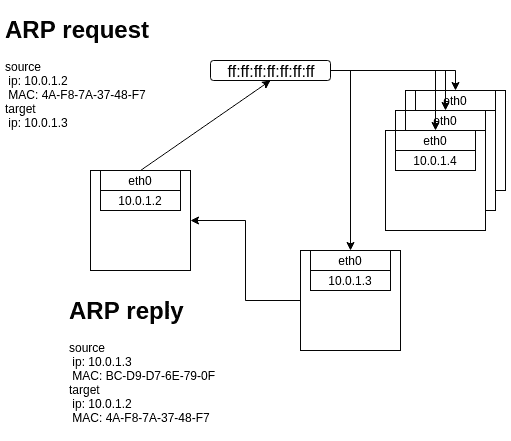 ARP request
source
ip: 10.0.1.2
MAC: 4A-F8-7A-37-48-F7
target
ip: 10.0.1.3
ff:ff:ff:ff:ff:ff:ff
eth0
eth0
eth0
10.0.1.4
eth0
10.0.1.2
eth0
10.0.1.3
ARP reply
source
ip: 10.0.1.3
MAC: BC-D9-D7-6E-79-0F
target
ip: 10.0.1.2
MAC: 4A-F8-7A-37-48-F7